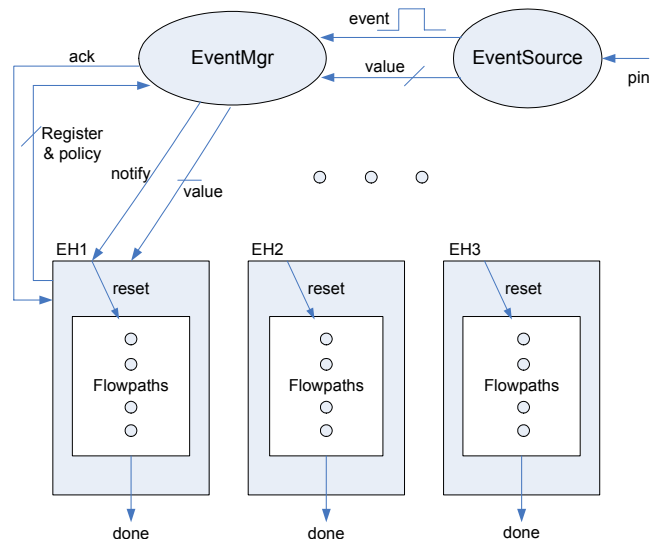 event
EventMgr
EventSource
ack
value
pin
Register
& policy
notify
value
EH1
EH2
EH3
reset
reset
reset
Flowpaths
Flowpaths
Flowpaths
done
done
done